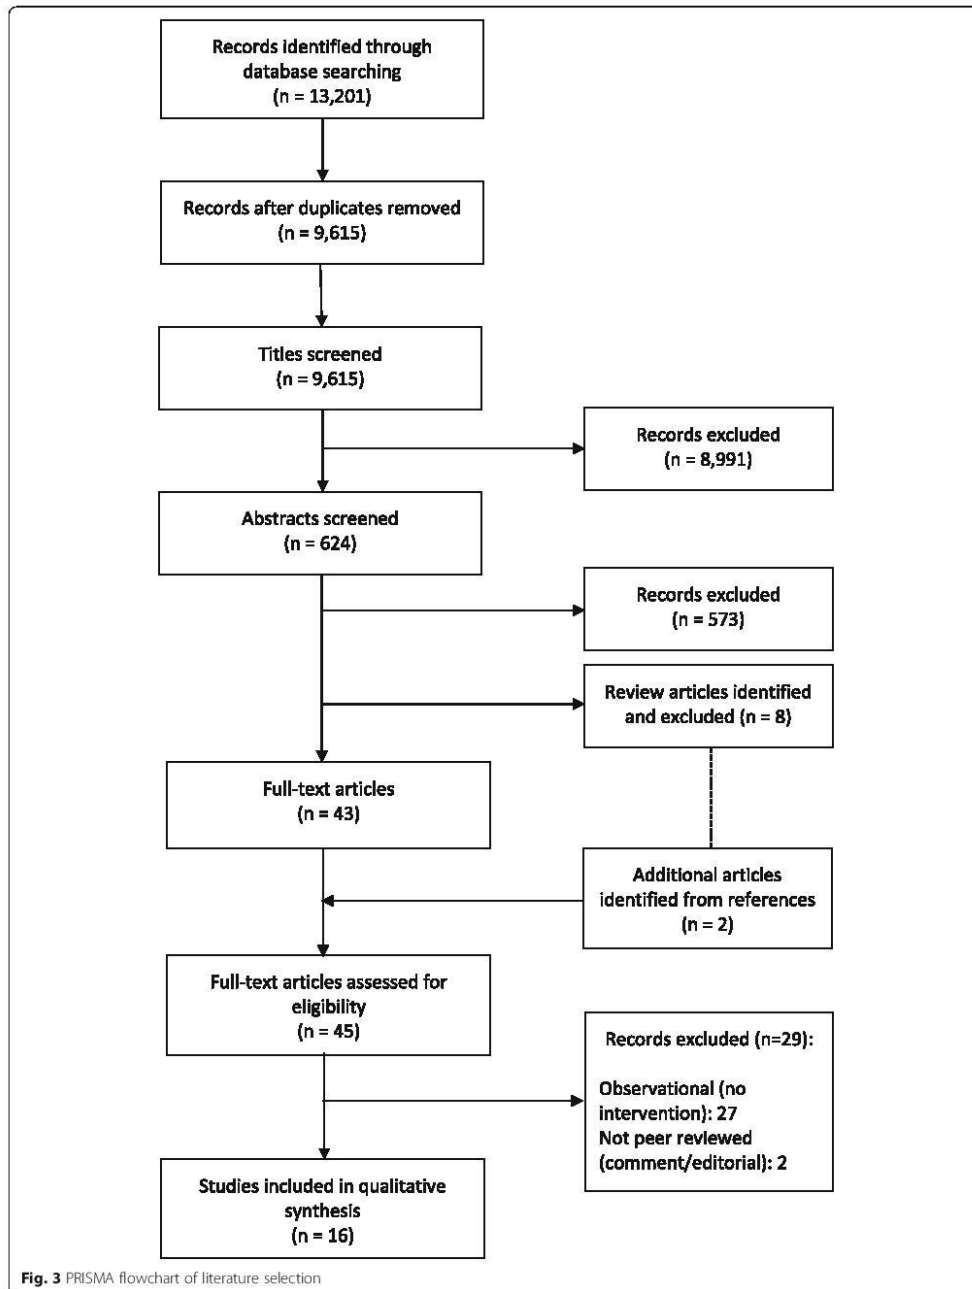 Records identified through
database searching
(n = 13,201)
Records after duplicates removed
(n = 9,615)
Titles screened
(n = 9,615)
Records excluded
(n = 8,991)
Abstracts screened
(n = 624)
Records excluded
(n = 573)
Review articles identified
and excluded (n = 8)
Full-text articles
(n = 43)
Additional articles
identified from references
(n = 2)
Full-text articles assessed for
eligibility
(n = 45)
Records excluded (n=29):
Observational (no
intervention): 27
Not peer reviewed
(comment/editorial): 2
Studies included in qualitative
synthesis
(n = 16)
Fig. 3 PRISMA flowchart of literature selection